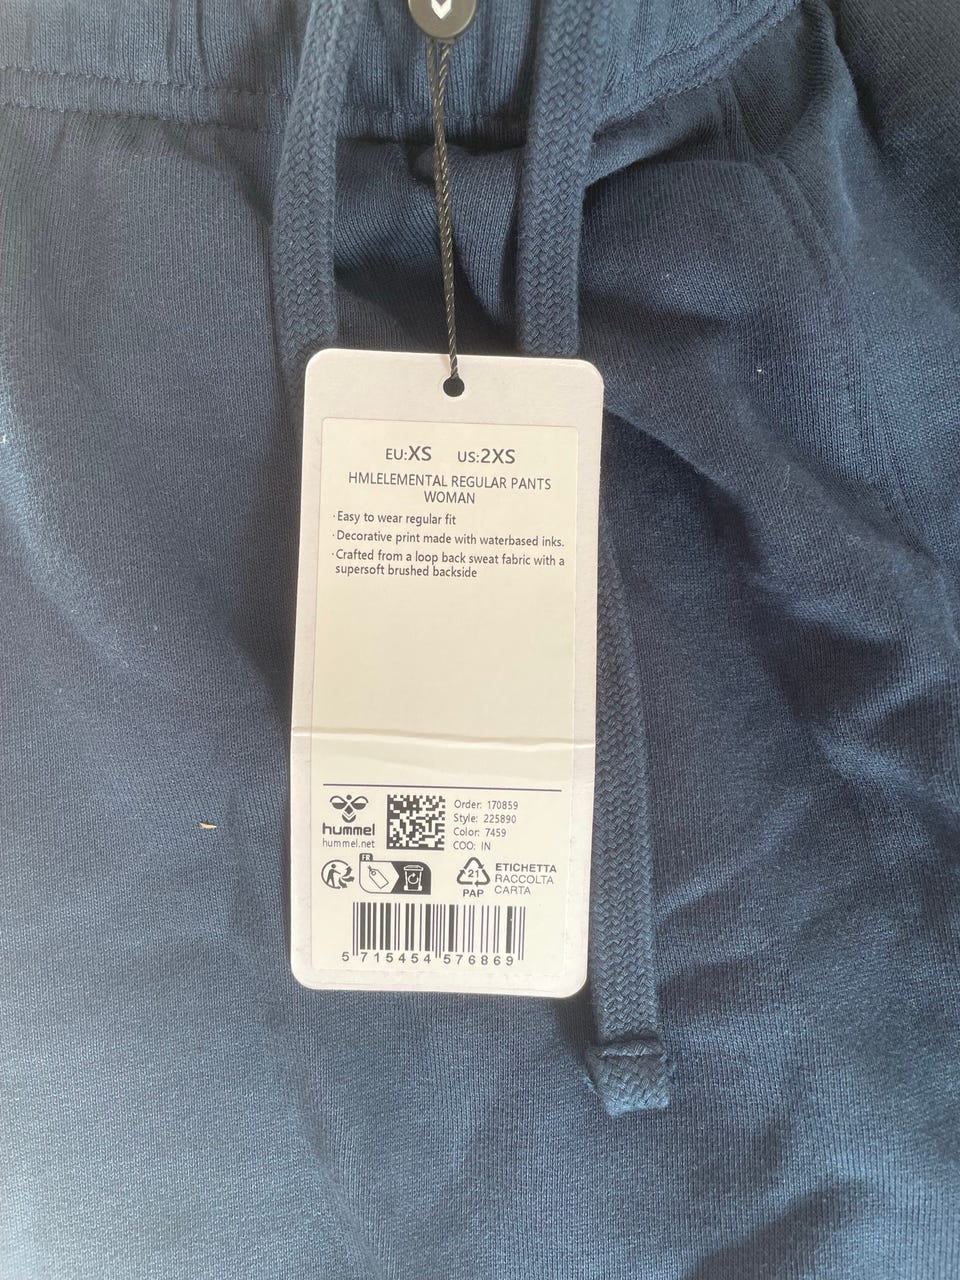 EU:XS US:2XS
HMLELEMENTAL REGULAR PANTS
WOMAN
·Easy to wear regular fit
·Decorative print made with waterbased inks.
·Crafted from a loop back sweat fabric with a
supersoft brushed backside
hummel
hummel.net
Order: 170859
Style: 225890
Color: 7459
COO: IN
FR
21
PAP
ETICHETTA
RACCOLTA
CARTA
5 715454 576869